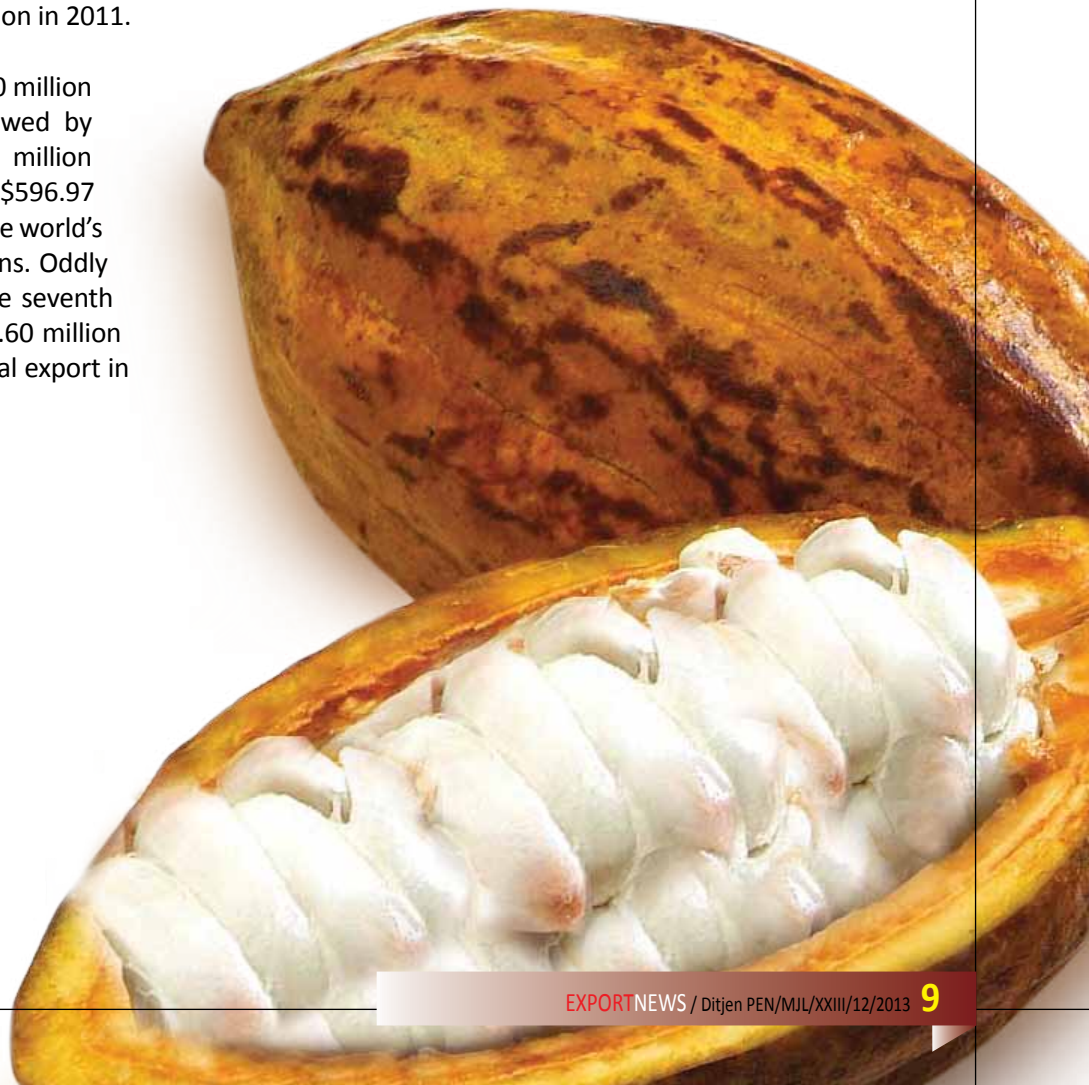 on in 2011.
0 million
wed by
million
$596.97
e world's
ns. Oddly
e seventh
.60 million
al export in
EXPORTNEWS / Ditjen PEN/MJL/XXIII/12/2013 9